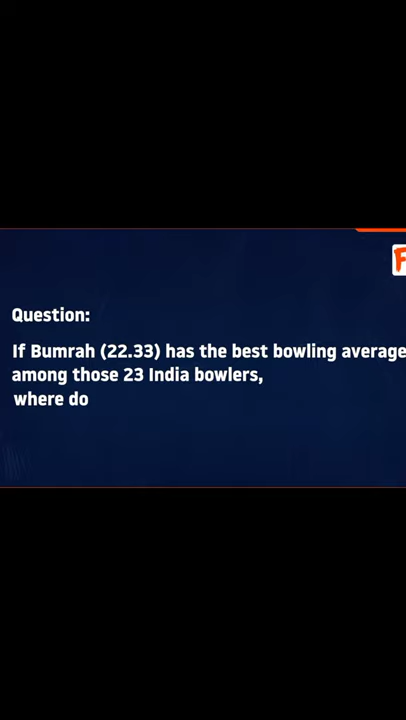 Question:
If Bumrah (22.33) has the best bowling average
among those 23 India bowlers,
where do